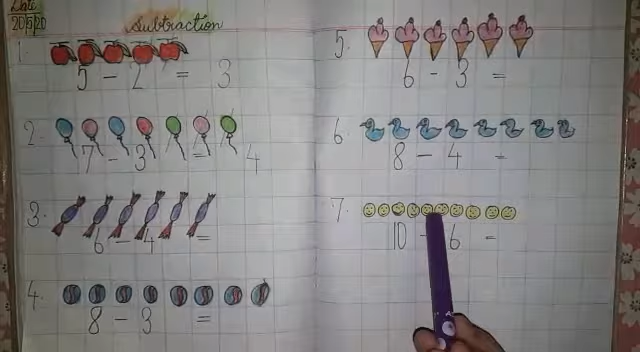 Date
20/5/20
Subtraction
1.
5 - 2 = 3
2.
7 - 3 = 4
3.
6 - 4 =
4.
8 - 3 =
5.
6 - 3 =
6.
8 - 4 =
7.
10 - 6 =